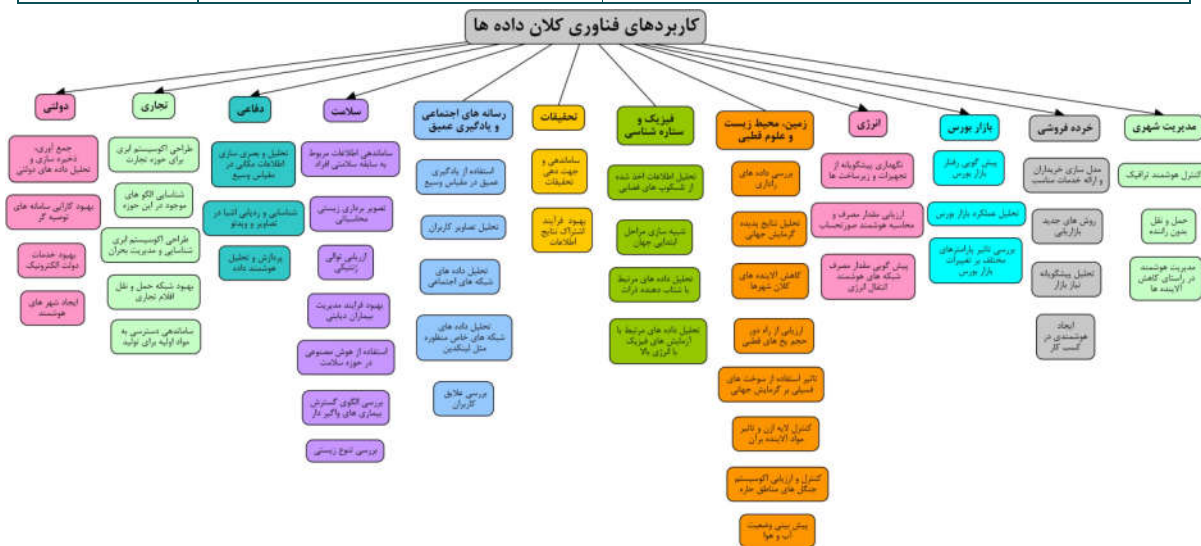 کاربردهای فناوری کلان داده ها
مدیریت شهری
کنترل هوشمند ترافیک
حمل و نقل
بدون راننده
مدیریت هوشمند
در راستای کاهش
آلاینده ها
خرده فروشی
مدل سازی خریداران
و ارائه خدمات مناسب
روش های جدید
بازاریابی
تحلیل پیشگویانه
نیاز بازار
ایجاد
هوشمندی در
کسب کار
بازار بورس
پیش گویی رفتار
بازار بورس
تحلیل عملکرد بازار بورس
بررسی تاثیر پارامترهای
مختلف بر تغییرات
بازار بورس
انرژی
نگهداری پیشگویانه از
تجهیزات و زیرساخت ها
ارزیابی مقدار مصرف و
محاسبه هوشمند صورتحساب
پیش گویی مقدار مصرف
شبکه های هوشمند
انتقال انرژی
زمین، محیط زیست
و علوم قطبی
بررسی داده های
راداری
تحلیل نتایج پدیده
گرمایش جهانی
کاهش آلاینده های
کلان شهرها
ارزیابی از راه دور
حجم یخ های قطبی
تاثیر استفاده از سوخت های
فسیلی بر گرمایش جهانی
کنترل لایه ازن و تاثیر
مواد آلاینده بران
کنترل و ارزیابی اکوسیستم
جنگل های مناطق حاره
پیش بینی وضعیت
آب و هوا
فیزیک و
ستاره شناسی
تحلیل اطلاعات اخذ شده
از تلسکوپ های فضایی
شبیه سازی مراحل
ابتدایی جهان
تحلیل داده های مرتبط
با شتاب دهنده ذرات
تحلیل داده های مرتبط با
آزمایش های فیزیک
با انرژی بالا
تحقیقات
ساماندهی و
جهت دهی
تحقیقات
بهبود فرآیند
اشتراک نتایج
اطلاعات
رسانه های اجتماعی
و یادگیری عمیق
استفاده از یادگیری
عمیق در مقیاس وسیع
تحلیل تصاویر کاربران
تحلیل داده های
شبکه های اجتماعی
تحلیل داده های
شبکه های خاص منظوره
مثل لینکدین
بررسی علایق
کاربران
سلامت
ساماندهی اطلاعات مربوط
به سابقه سلامتی افراد
تصویر برداری زیستی
محاسباتی
ارزیابی توالی
ژنتیکی
بهبود فرایند مدیریت
بیماران دیابتی
استفاده از هوش مصنوعی
در حوزه سلامت
بررسی الگوی گسترش
بیماری های واگیر دار
بررسی تنوع زیستی
دفاعی
تحلیل و بصری سازی
اطلاعات مکانی در
مقیاس وسیع
شناسایی و ردیابی اشیا در
تصاویر و ویدئو
پردازش و تحلیل
هوشمند داده
تجاری
طراحی اکوسیستم ابری
برای حوزه تجارت
شناسایی الگو های
موجود در این حوزه
طراحی اکوسیستم ابری
شناسایی و مدیریت بحران
بهبود شبکه حمل و نقل
اقلام تجاری
ساماندهی دسترسی به
مواد اولیه برای تولید
دولتی
جمع آوری،
ذخیره سازی و
تحلیل داده های دولتی
بهبود کارائی سامانه های
توصیه گر
بهبود خدمات
دولت الکترونیک
ایجاد شهر های
هوشمند